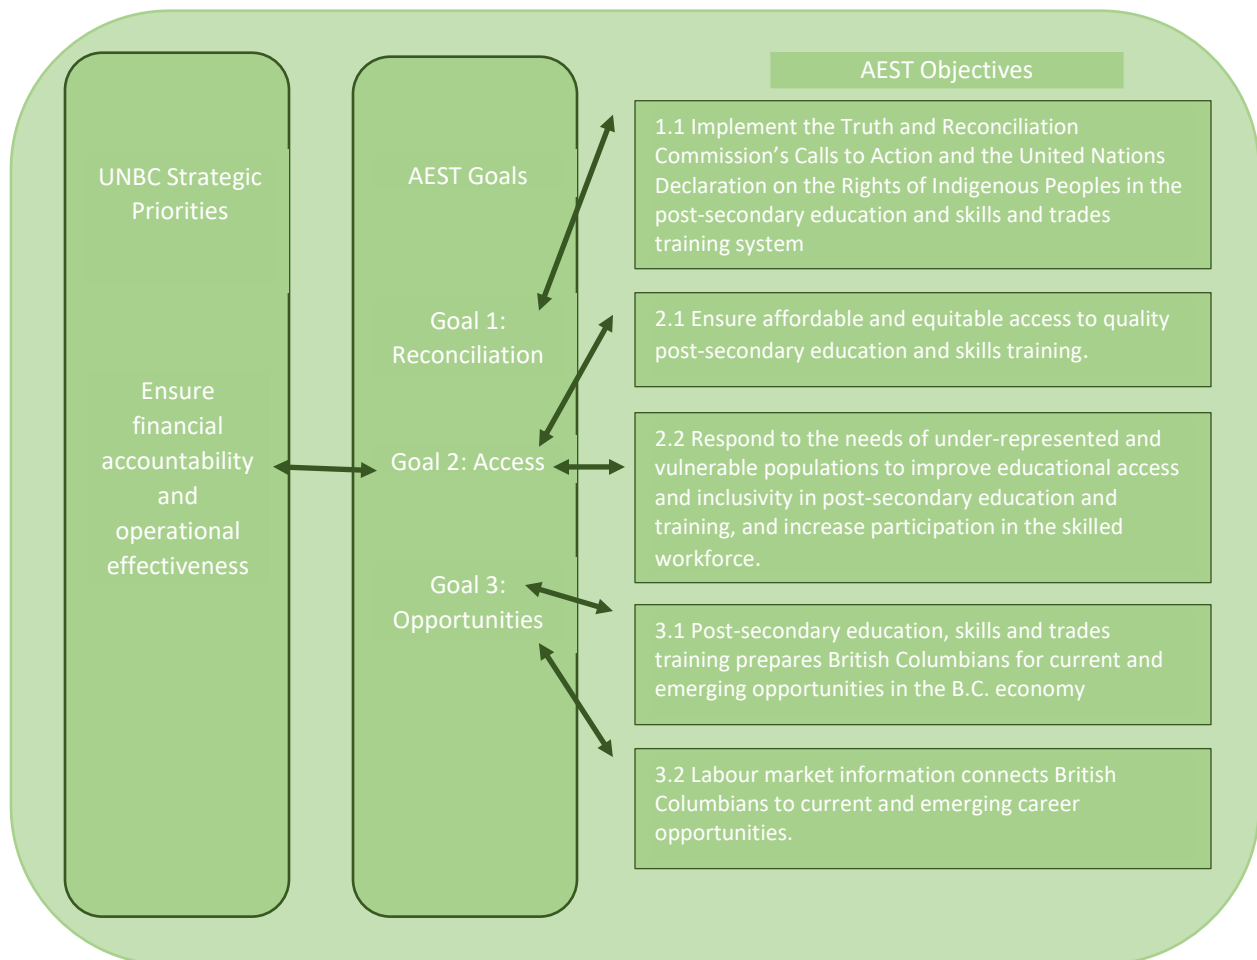 UNBC Strategic
Priorities
Ensure
financial
accountability
and
operational
effectiveness
AEST Goals
Goal 1:
Reconciliation
Goal 2: Access
Goal 3:
Opportunities
AEST Objectives
1.1 Implement the Truth and Reconciliation
Commission’s Calls to Action and the United Nations
Declaration on the Rights of Indigenous Peoples in the
post-secondary education and skills and trades
training system
2.1 Ensure affordable and equitable access to quality
post-secondary education and skills training.
2.2 Respond to the needs of under-represented and
vulnerable populations to improve educational access
and inclusivity in post-secondary education and
training, and increase participation in the skilled
workforce.
3.1 Post-secondary education, skills and trades
training prepares British Columbians for current and
emerging opportunities in the B.C. economy
3.2 Labour market information connects British
Columbians to current and emerging career
opportunities.